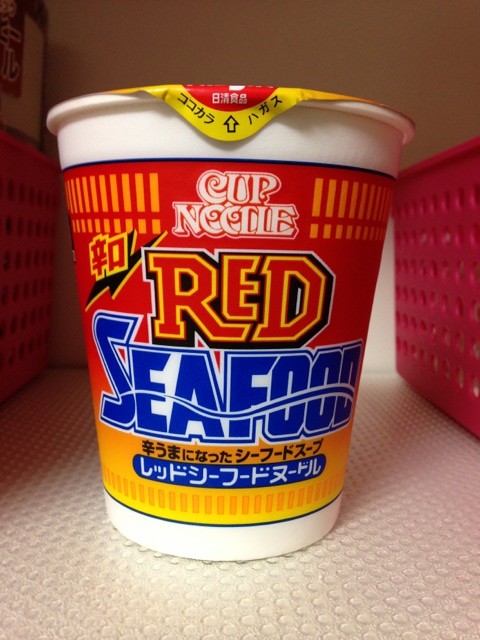 日清食品
ココカラ ハガス
CUP
NOODLE
辛口
RED
SEAFOOD
辛うまになったシーフードスープ
レッドシーフードヌードル